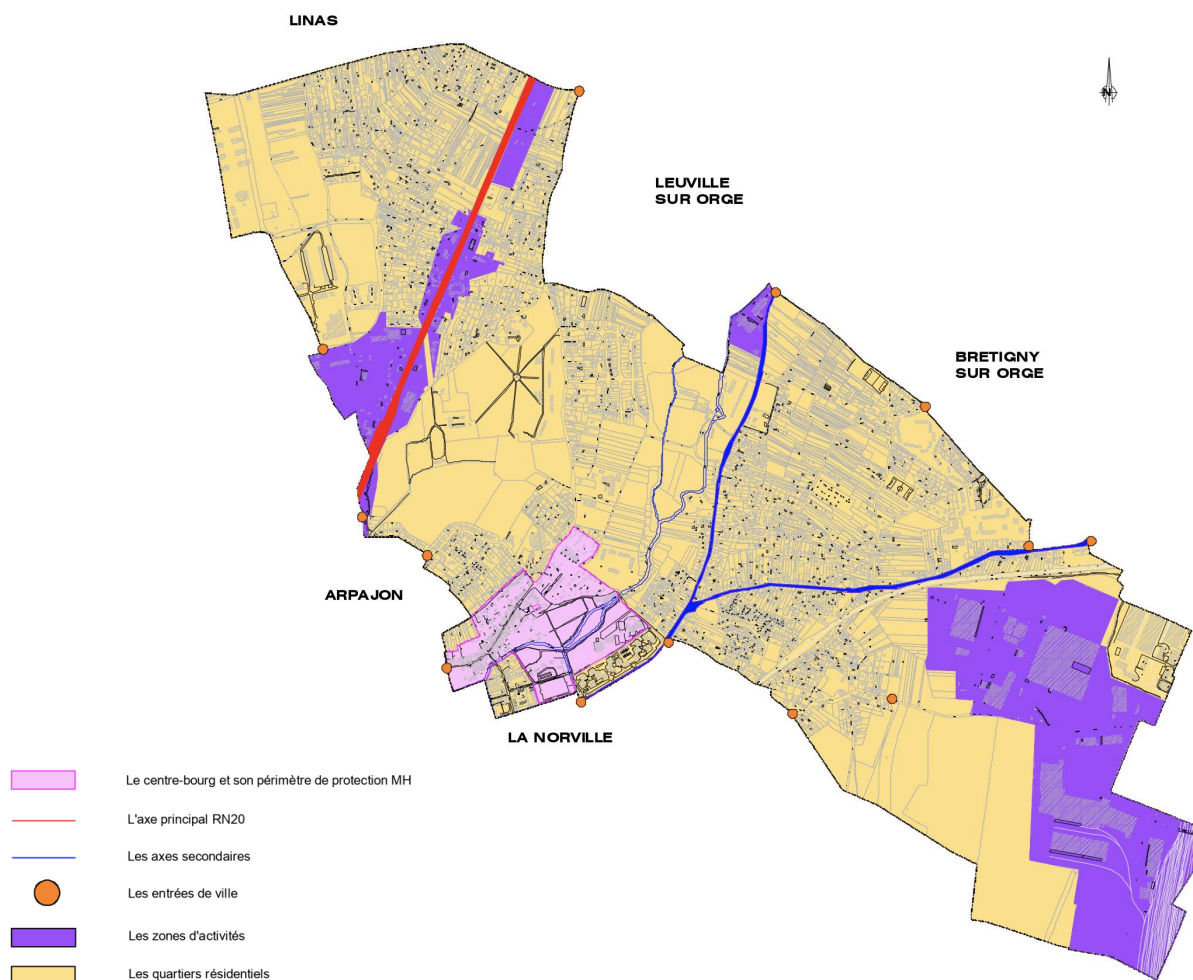 LINAS
N
LEUVILLE
SUR ORGE
BRETIGNY
SUR ORGE
ARPAJON
LA NORVILLE
Le centre-bourg et son périmètre de protection MH
L'axe principal RN20
Les axes secondaires
Les entrées de ville
Les zones d'activités
Les quartiers résidentiels